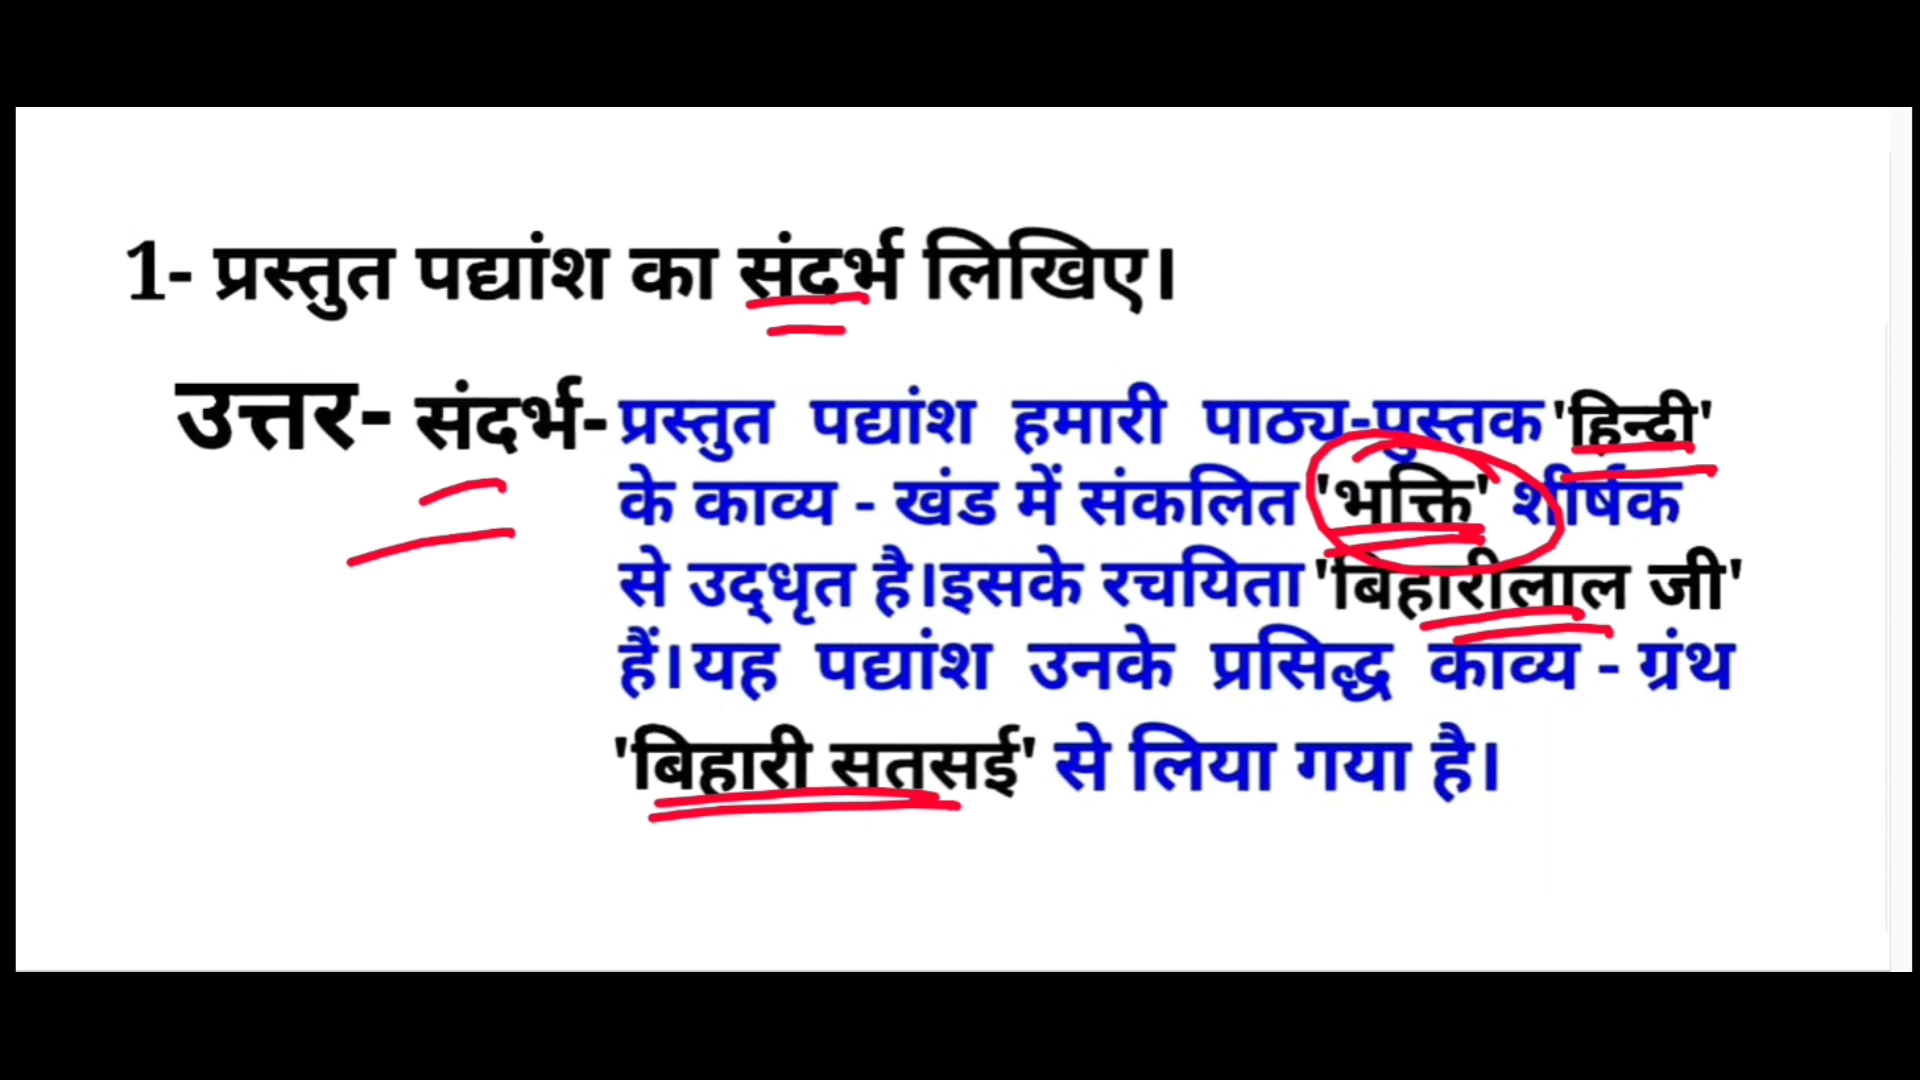 1- प्रस्तुत पद्यांश का संदर्भ लिखिए।
उत्तर- संदर्भ- प्रस्तुत पद्यांश हमारी पाठ्य-पुस्तक 'हिन्दी'
के काव्य - खंड में संकलित 'भक्ति' शीर्षक
से उद्धृत है।इसके रचयिता 'बिहारीलाल जी'
हैं।यह पद्यांश उनके प्रसिद्ध काव्य - ग्रंथ
'बिहारी सतसई' से लिया गया है।